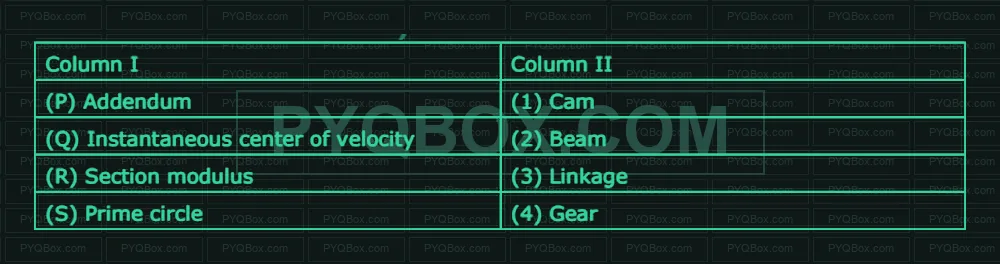 Column I Column II
(P) Addendum (1) Cam
(Q) Instantaneous center of velocity (2) Beam
(R) Section modulus (3) Linkage
(S) Prime circle (4) Gear
PYQBOX.COM